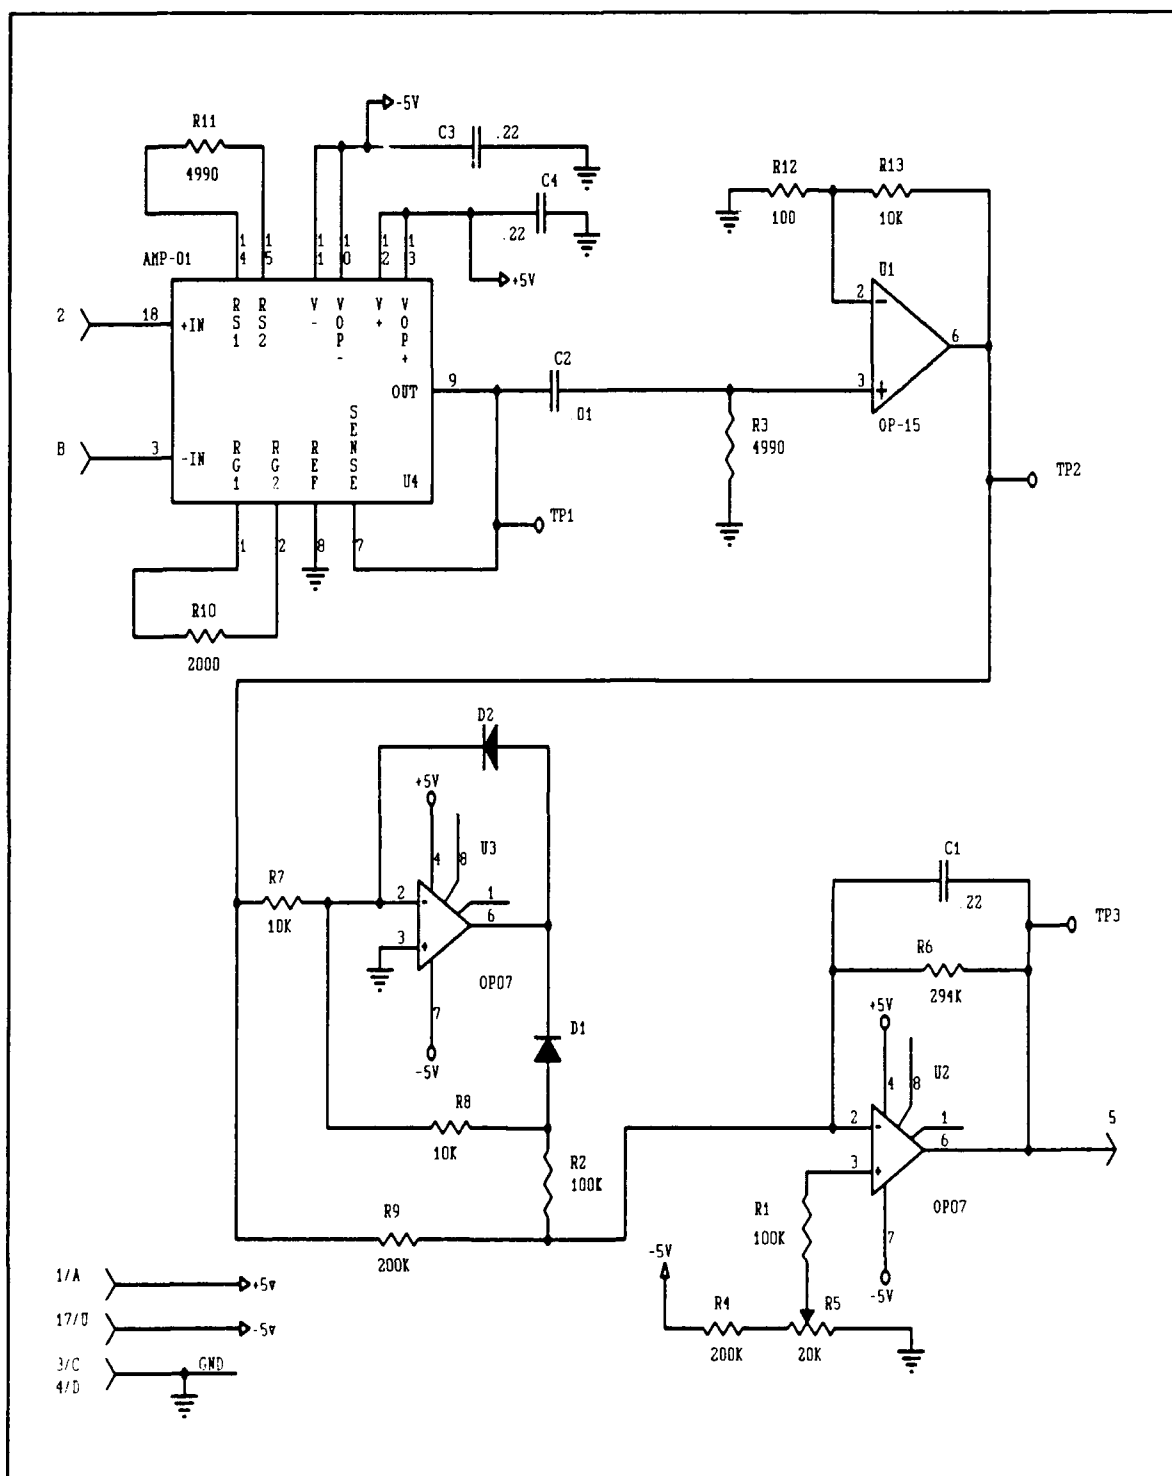 -5V
R11
4990
C3 .22
C4
.22
+5V
R12
100
R13
10K
AMP-01
14
15
11
10
12
13
2
18
+IN
RS1
RS2
V-
VOP-
V+
VOP+
OUT
9
C2
.01
U1
2
-
3
+
6
OP-15
R3
4990
B
3
-IN
RG1
RG2
REF
SENSE
U4
TP1
TP2
1
2
8
7
R10
2000
D2
+5V
4
8
U3
1
R7
10K
2
-
3
+
6
OP07
7
-5V
D1
R8
10K
R2
100K
R9
200K
C1
.22
TP3
R6
294K
+5V
4
8
U2
1
2
-
3
+
6
5
OP07
7
-5V
R1
100K
-5V
R4
200K
R5
20K
1/A
+5v
17/U
-5v
3/C
4/D
GND